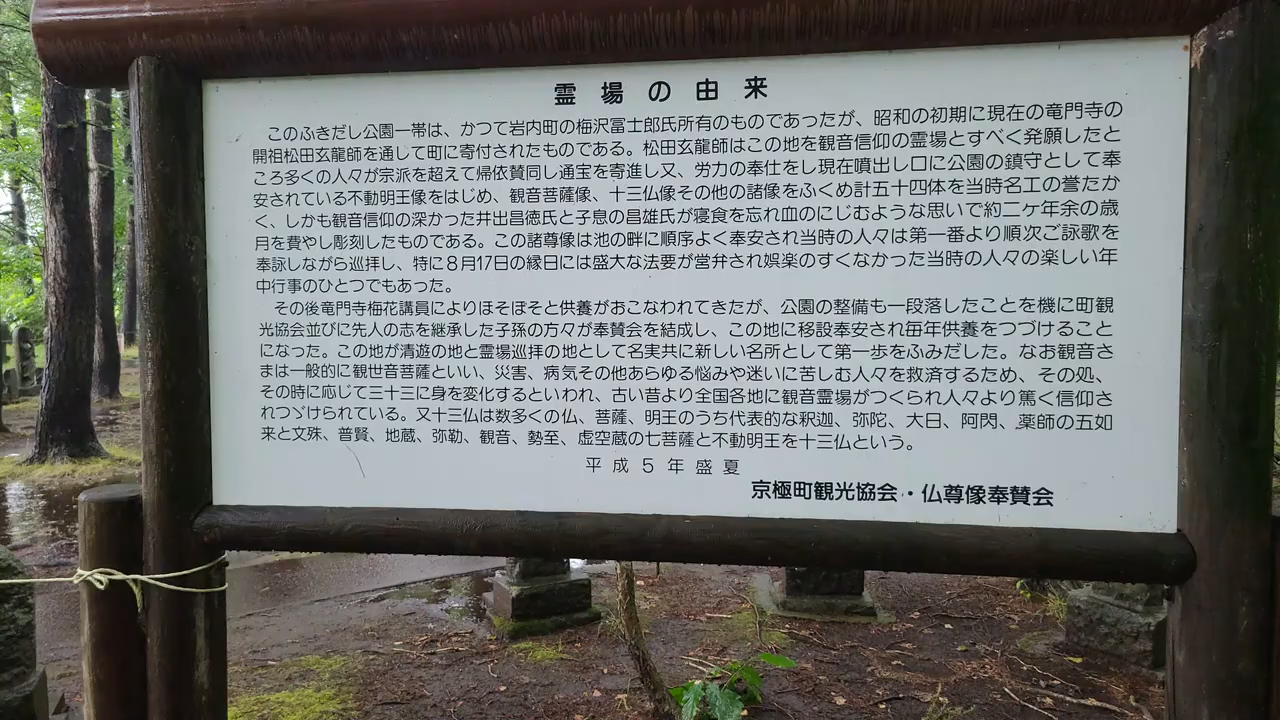 霊場の由来
このふきだし公園一帯は、かつて岩内町の梅沢冨士郎氏所有のものであったが、昭和の初期に現在の竜門寺の
開祖松田玄龍師を通して町に寄付されたものである。松田玄龍師はこの地を観音信仰の霊場とすべく発願したと
ころ多くの人々が宗派を超えて帰依賛同し通宝を寄進し又、労力の奉仕をし現在噴出し口に公園の鎮守として奉
安されている不動明王像をはじめ、観音菩薩像、十三仏像その他の諸像をふくめ計五十四体を当時名工の誉たか
く、しかも観音信仰の深かった井出昌徳氏と子息の昌雄氏が寝食を忘れ血のにじむような思いで約二ヶ年余の歳
月を費やし彫刻したものである。この諸尊像は池の畔に順序よく奉安され当時の人々は第一番より順次ご詠歌を
奉詠しながら巡拝し、特に８月17日の縁日には盛大な法要が営弁され娯楽のすくなかった当時の人々の楽しい年
中行事のひとつでもあった。
その後竜門寺梅花講員によりほそぼそと供養がおこなわれてきたが、公園の整備も一段落したことを機に町観
光協会並びに先人の志を継承した子孫の方々が奉賛会を結成し、この地に移設奉安され毎年供養をつづけること
になった。この地が清遊の地と霊場巡拝の地として名実共に新しい名所として第一歩をふみだした。なお観音さ
まは一般的に観世音菩薩といい、災害、病気その他あらゆる悩みや迷いに苦しむ人々を救済するため、その処、
その時に応じて三十三に身を変化するといわれ、古い昔より全国各地に観音霊場がつくられ人々より篤く信仰さ
れつゞけられている。又十三仏は数多くの仏、菩薩、明王のうち代表的な釈迦、弥陀、大日、阿閃、薬師の五如
来と文殊、普賢、地蔵、弥勒、観音、勢至、虚空蔵の七菩薩と不動明王を十三仏という。
平成５年盛夏
京極町観光協会・仏尊像奉賛会